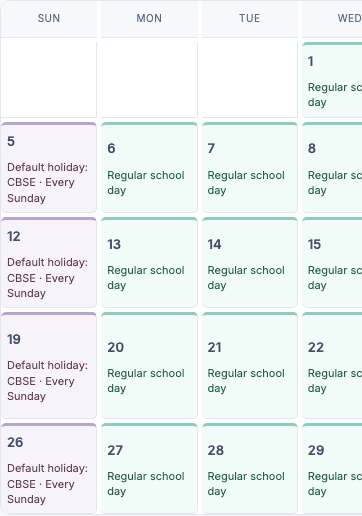 SUN MON TUE WED
1
Regular sc
day
5 6 7 8
Default holiday: Regular school Regular school Regular sc
CBSE · Every day day day
Sunday
12 13 14 15
Default holiday: Regular school Regular school Regular sc
CBSE · Every day day day
Sunday
19 20 21 22
Default holiday: Regular school Regular school Regular sc
CBSE · Every day day day
Sunday
26 27 28 29
Default holiday: Regular school Regular school Regular sc
CBSE · Every day day day
Sunday